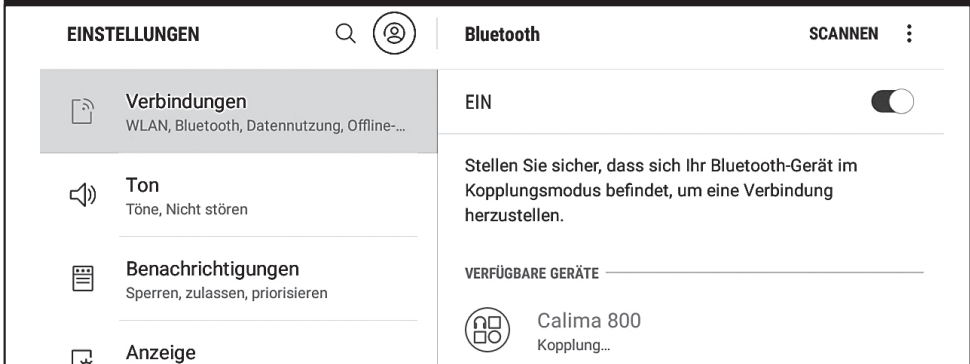 EINSTELLUNGEN
Verbindungen
WLAN, Bluetooth, Datennutzung, Offline-...
Ton
Töne, Nicht stören
Benachrichtigungen
Sperren, zulassen, priorisieren
Anzeige
Bluetooth
SCANNEN
EIN
Stellen Sie sicher, dass sich Ihr Bluetooth-Gerät im
Kopplungsmodus befindet, um eine Verbindung
herzustellen.
VERFÜGBARE GERÄTE
Calima 800
Kopplung...